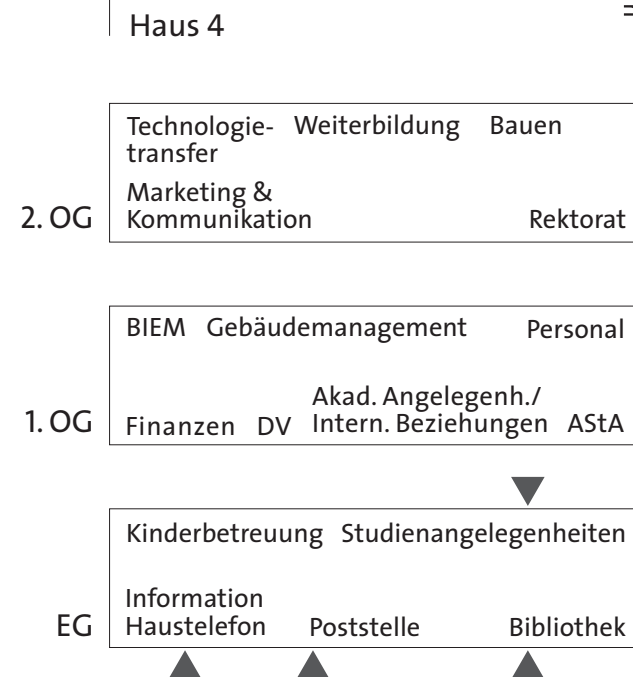 Haus 4
Technologie- Weiterbildung Bauen
transfer
Marketing &
2. OG Kommunikation Rektorat
BIEM Gebäudemanagement Personal
Akad. Angelegenh./
1. OG Finanzen DV Intern. Beziehungen AStA
Kinderbetreuung Studienangelegenheiten
Information
EG Haustelefon Poststelle Bibliothek